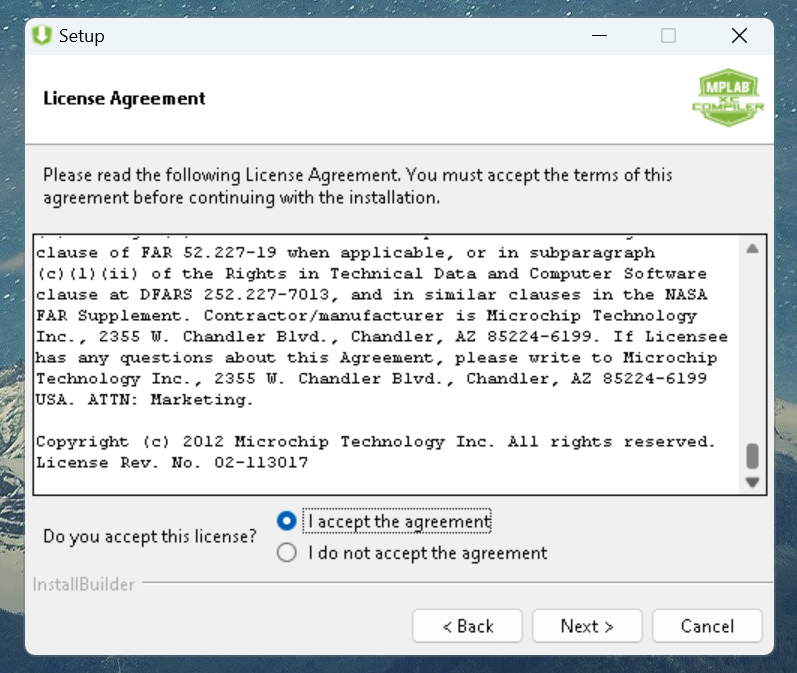 Setup
License Agreement
MPLAB
XC
COMPILER
Please read the following License Agreement. You must accept the terms of this
agreement before continuing with the installation.
clause of FAR 52.227-19 when applicable, or in subparagraph
(c)(1)(ii) of the Rights in Technical Data and Computer Software
clause at DFARS 252.227-7013, and in similar clauses in the NASA
FAR Supplement. Contractor/manufacturer is Microchip Technology
Inc., 2355 W. Chandler Blvd., Chandler, AZ 85224-6199. If Licensee
has any questions about this Agreement, please write to Microchip
Technology Inc., 2355 W. Chandler Blvd., Chandler, AZ 85224-6199
USA. ATTN: Marketing.
Copyright (c) 2012 Microchip Technology Inc. All rights reserved.
License Rev. No. 02-113017
Do you accept this license?
I accept the agreement
I do not accept the agreement
InstallBuilder
< Back
Next >
Cancel